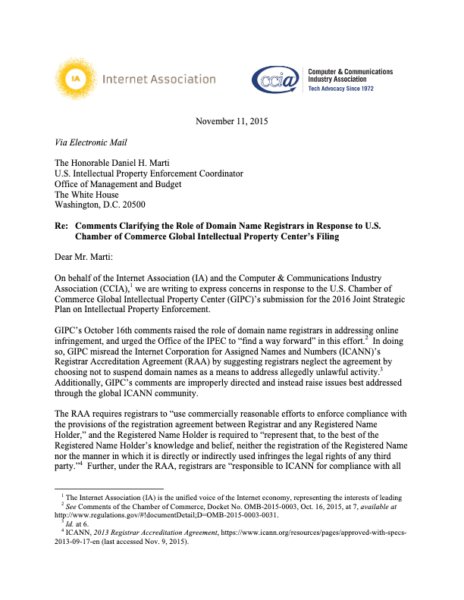 IA
Internet Association
ccia
Computer & Communications
Industry Association
Tech Advocacy Since 1972
November 11, 2015
Via Electronic Mail
The Honorable Daniel H. Marti
U.S. Intellectual Property Enforcement Coordinator
Office of Management and Budget
The White House
Washington, D.C. 20500
Re: Comments Clarifying the Role of Domain Name Registrars in Response to U.S.
Chamber of Commerce Global Intellectual Property Center's Filing
Dear Mr. Marti:
On behalf of the Internet Association (IA) and the Computer & Communications Industry
Association (CCIA),1 we are writing to express concerns in response to the U.S. Chamber of
Commerce Global Intellectual Property Center (GIPC)'s submission for the 2016 Joint Strategic
Plan on Intellectual Property Enforcement.
GIPC's October 16th comments raised the role of domain name registrars in addressing online
infringement, and urged the Office of the IPEC to "find a way forward" in this effort.2 In doing
so, GIPC misread the Internet Corporation for Assigned Names and Numbers (ICANN)'s
Registrar Accreditation Agreement (RAA) by suggesting registrars neglect the agreement by
choosing not to suspend domain names as a means to address allegedly unlawful activity.3
Additionally, GIPC's comments are improperly directed and instead raise issues best addressed
through the global ICANN community.
The RAA requires registrars to "use commercially reasonable efforts to enforce compliance with
the provisions of the registration agreement between Registrar and any Registered Name
Holder," and the Registered Name Holder is required to "represent that, to the best of the
Registered Name Holder's knowledge and belief, neither the registration of the Registered Name
nor the manner in which it is directly or indirectly used infringes the legal rights of any third
party."4 Further, under the RAA, registrars are "responsible to ICANN for compliance with all
1 The Internet Association (IA) is the unified voice of the Internet economy, representing the interests of leading
2 See Comments of the Chamber of Commerce, Docket No. OMB-2015-0003, Oct. 16, 2015, at 7, available at
http://www.regulations.gov/#!documentDetail;D=OMB-2015-0003-0031.
3 Id. at 6.
4 ICANN, 2013 Registrar Accreditation Agreement, https://www.icann.org/resources/pages/approved-with-specs-
2013-09-17-en (last accessed Nov. 9, 2015).